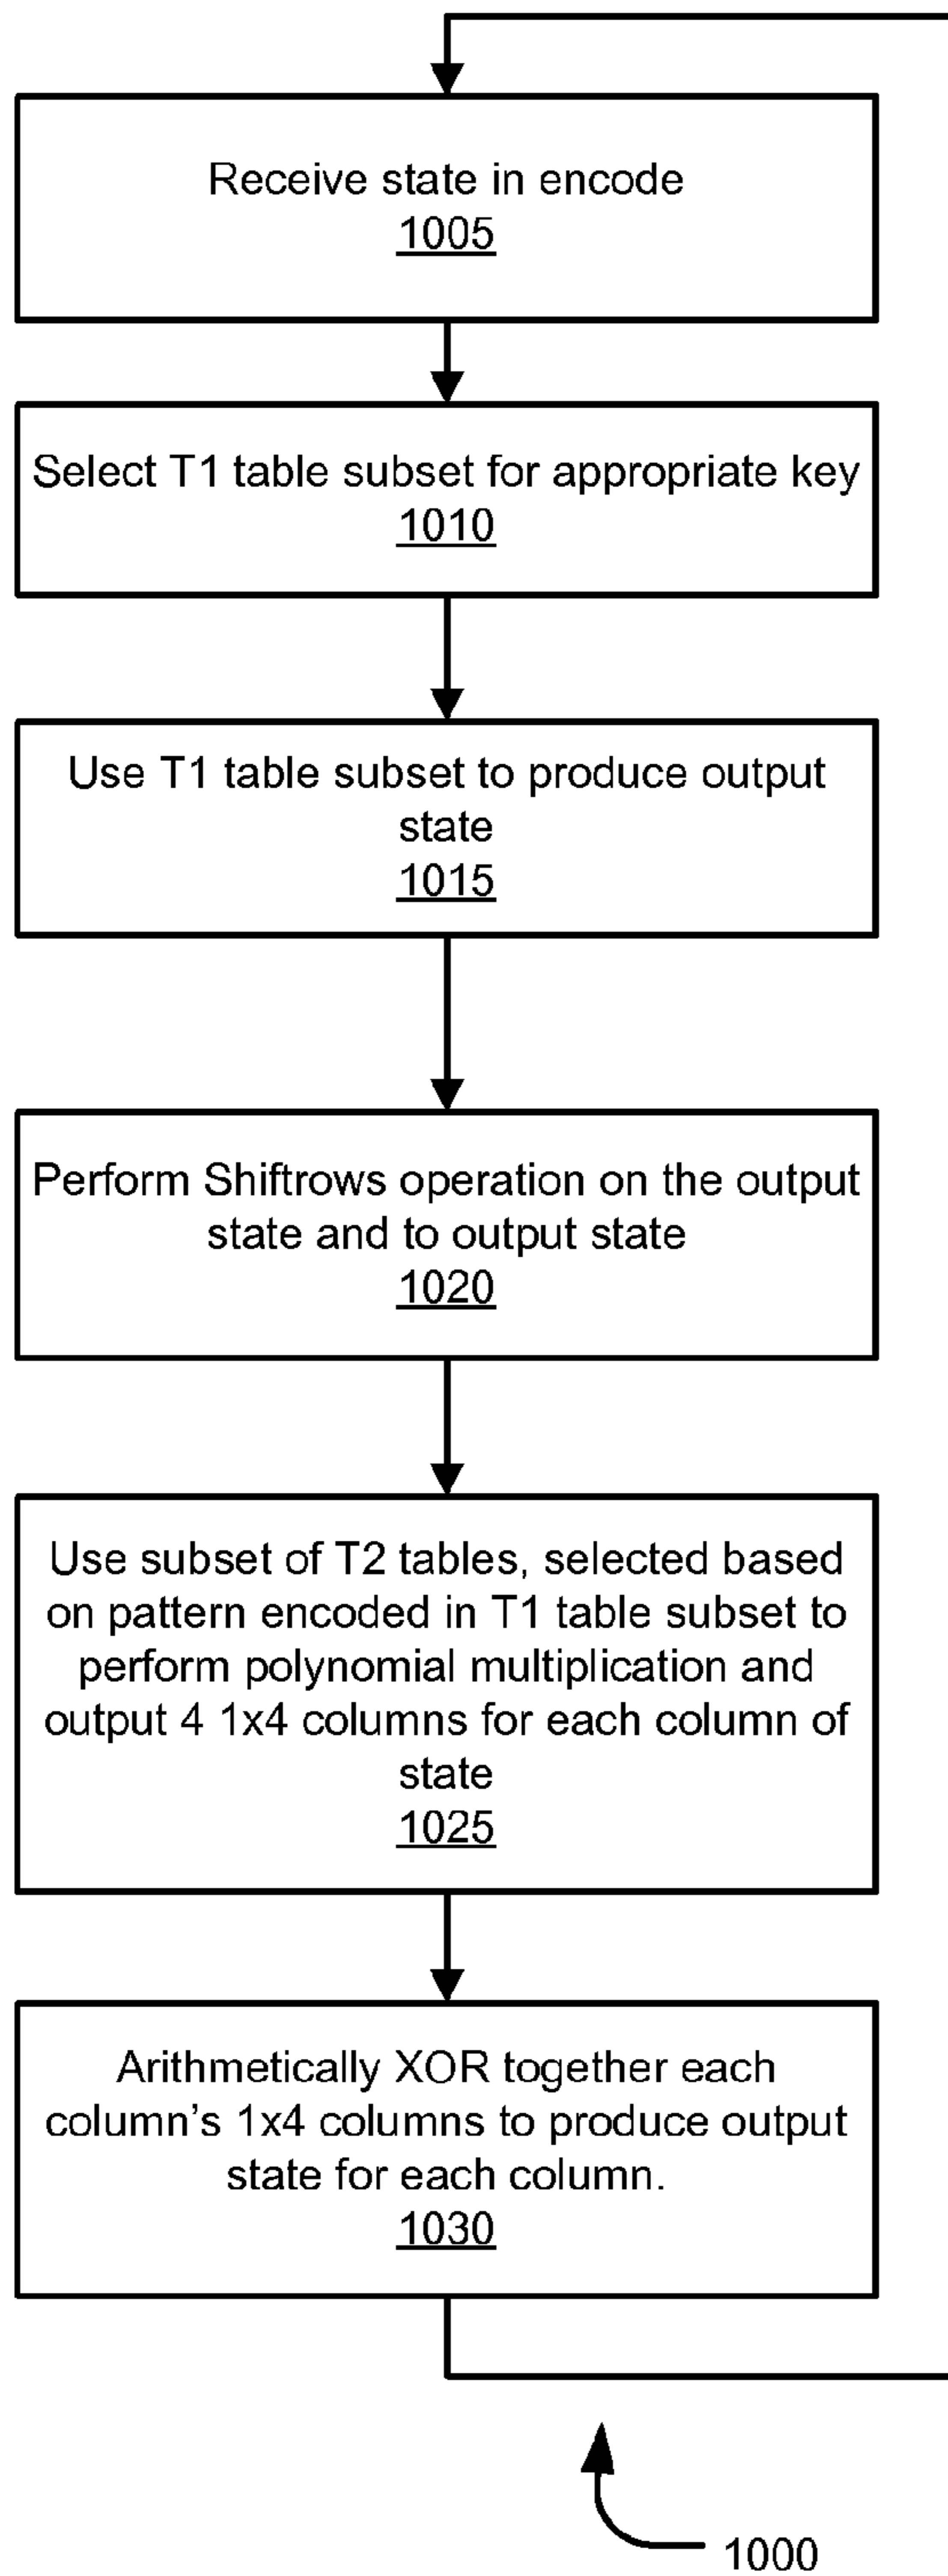 Receive state in encode
1005
Select T1 table subset for appropriate key
1010
Use T1 table subset to produce output
state
1015
Perform Shiftrows operation on the output
state and to output state
1020
Use subset of T2 tables, selected based
on pattern encoded in T1 table subset to
perform polynomial multiplication and
output 4 1x4 columns for each column of
state
1025
Arithmetically XOR together each
column's 1x4 columns to produce output
state for each column.
1030
1000